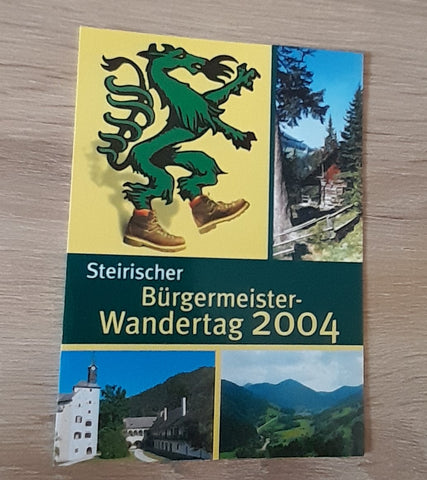 Steirischer
Bürgermeister-
Wandertag 2004